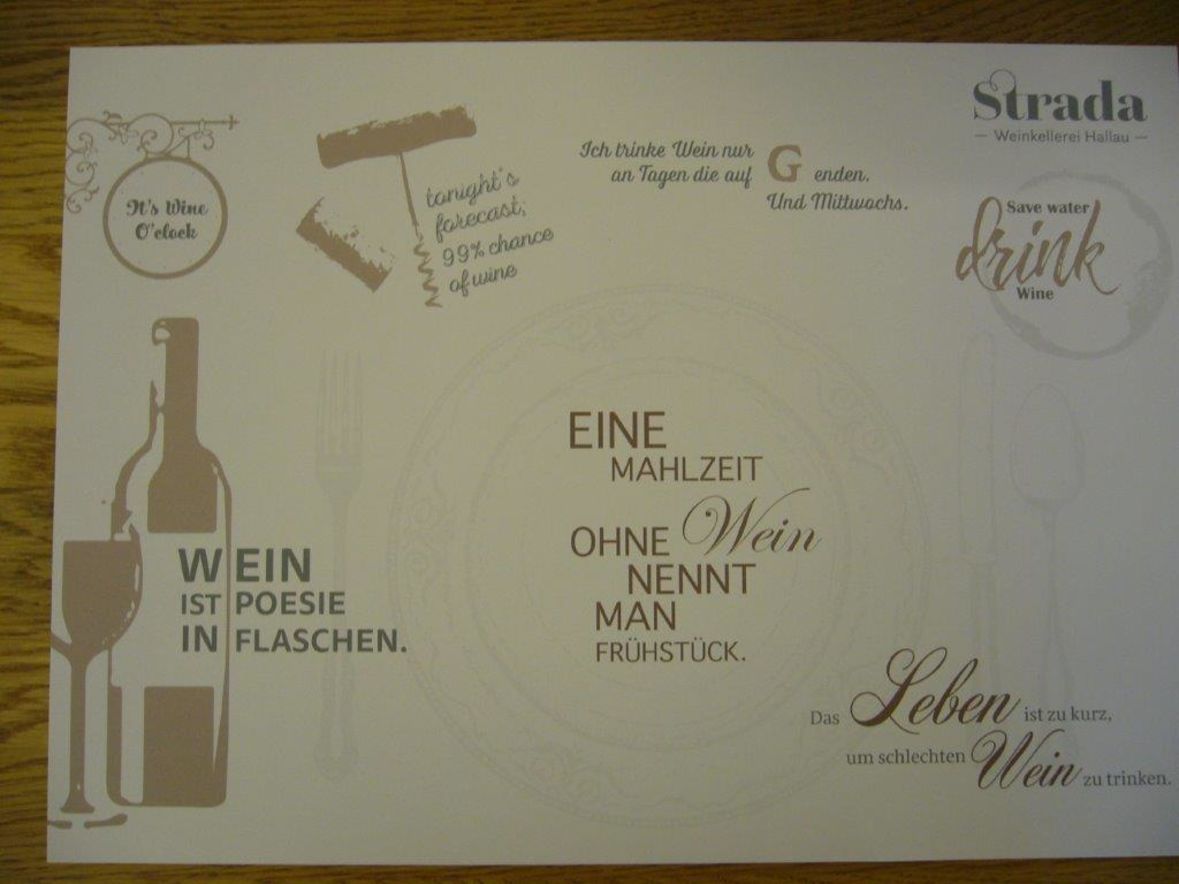 Strada
— Weinkellerei Hallau —
It's Wine
O'clock
tonight's
forecast;
99% chance
of wine
Ich trinke Wein nur
an Tagen die auf G enden.
Und Mittwochs.
Save water
drink
Wine
WEIN
IST POESIE
IN FLASCHEN.
EINE
MAHLZEIT
OHNE Wein
NENNT
MAN
FRÜHSTÜCK.
Das Leben ist zu kurz,
um schlechten Wein zu trinken.